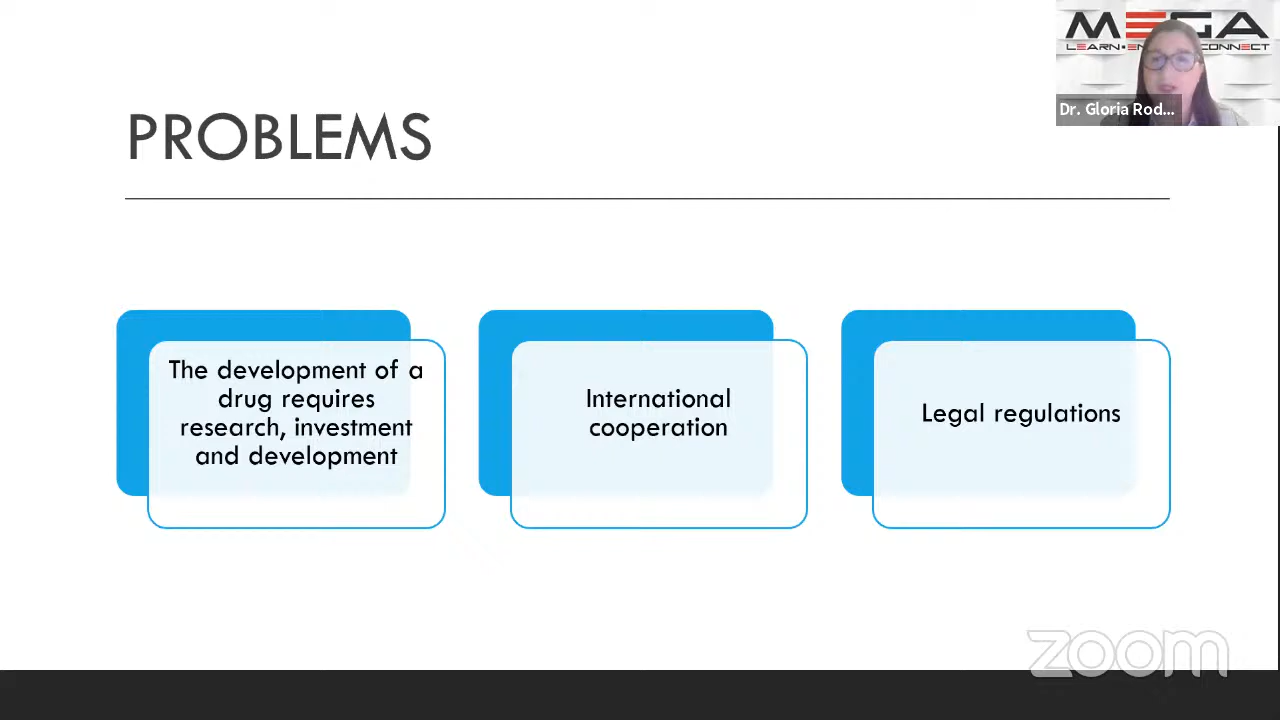 MEGA
PROBLEMS
Dr. Gloria Rod...
The development of a
drug requires
research, investment
and development
International
cooperation
Legal regulations
zoom